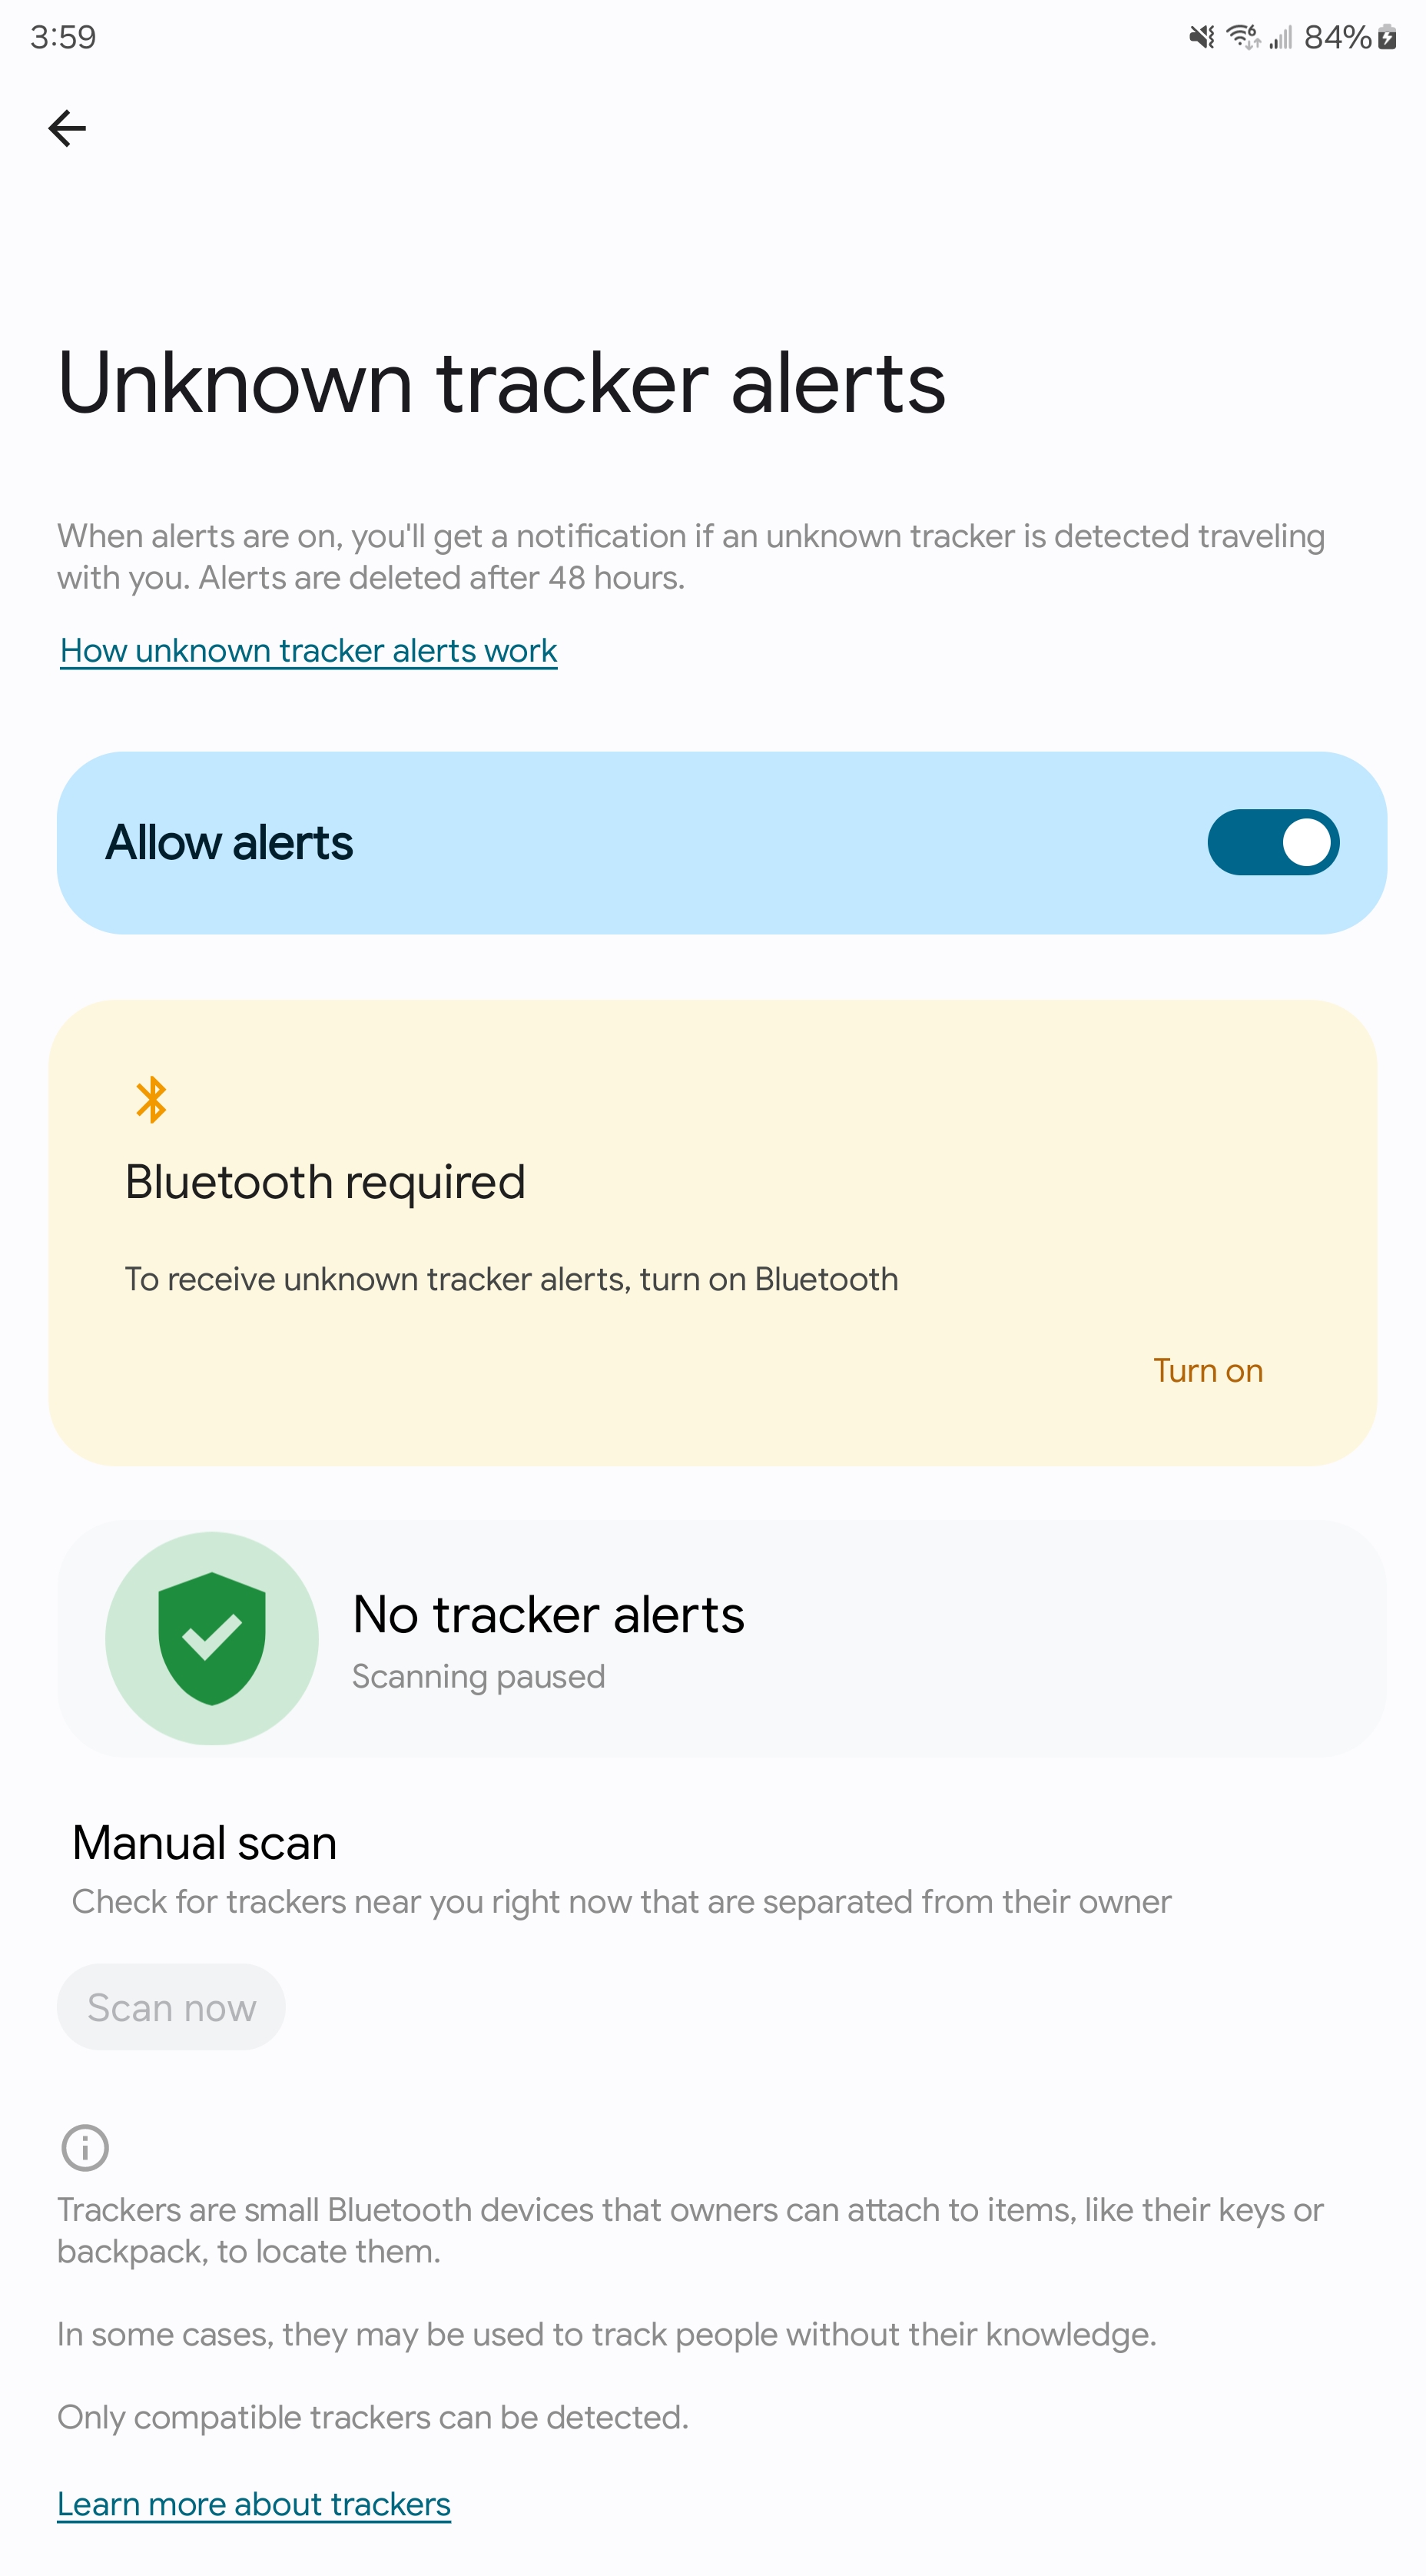 3:59
84%
Unknown tracker alerts
When alerts are on, you'll get a notification if an unknown tracker is detected traveling
with you. Alerts are deleted after 48 hours.
How unknown tracker alerts work
Allow alerts
Bluetooth required
To receive unknown tracker alerts, turn on Bluetooth
Turn on
No tracker alerts
Scanning paused
Manual scan
Check for trackers near you right now that are separated from their owner
Scan now
Trackers are small Bluetooth devices that owners can attach to items, like their keys or
backpack, to locate them.
In some cases, they may be used to track people without their knowledge.
Only compatible trackers can be detected.
Learn more about trackers